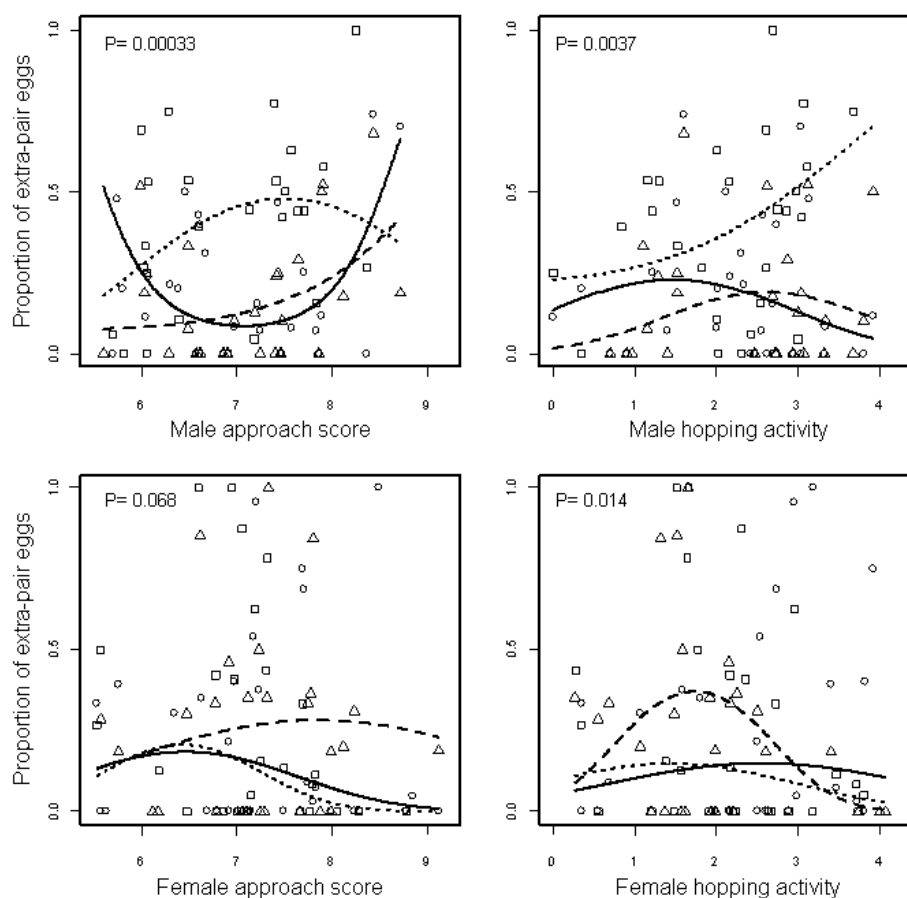 P= 0.00033
Proportion of extra-pair eggs
0.0 0.5 1.0
6 7 8 9
Male approach score
P= 0.0037
0.0 0.5 1.0
0 1 2 3 4
Male hopping activity
P= 0.068
Proportion of extra-pair eggs
0.0 0.5 1.0
6 7 8 9
Female approach score
P= 0.014
0.0 0.5 1.0
0 1 2 3 4
Female hopping activity